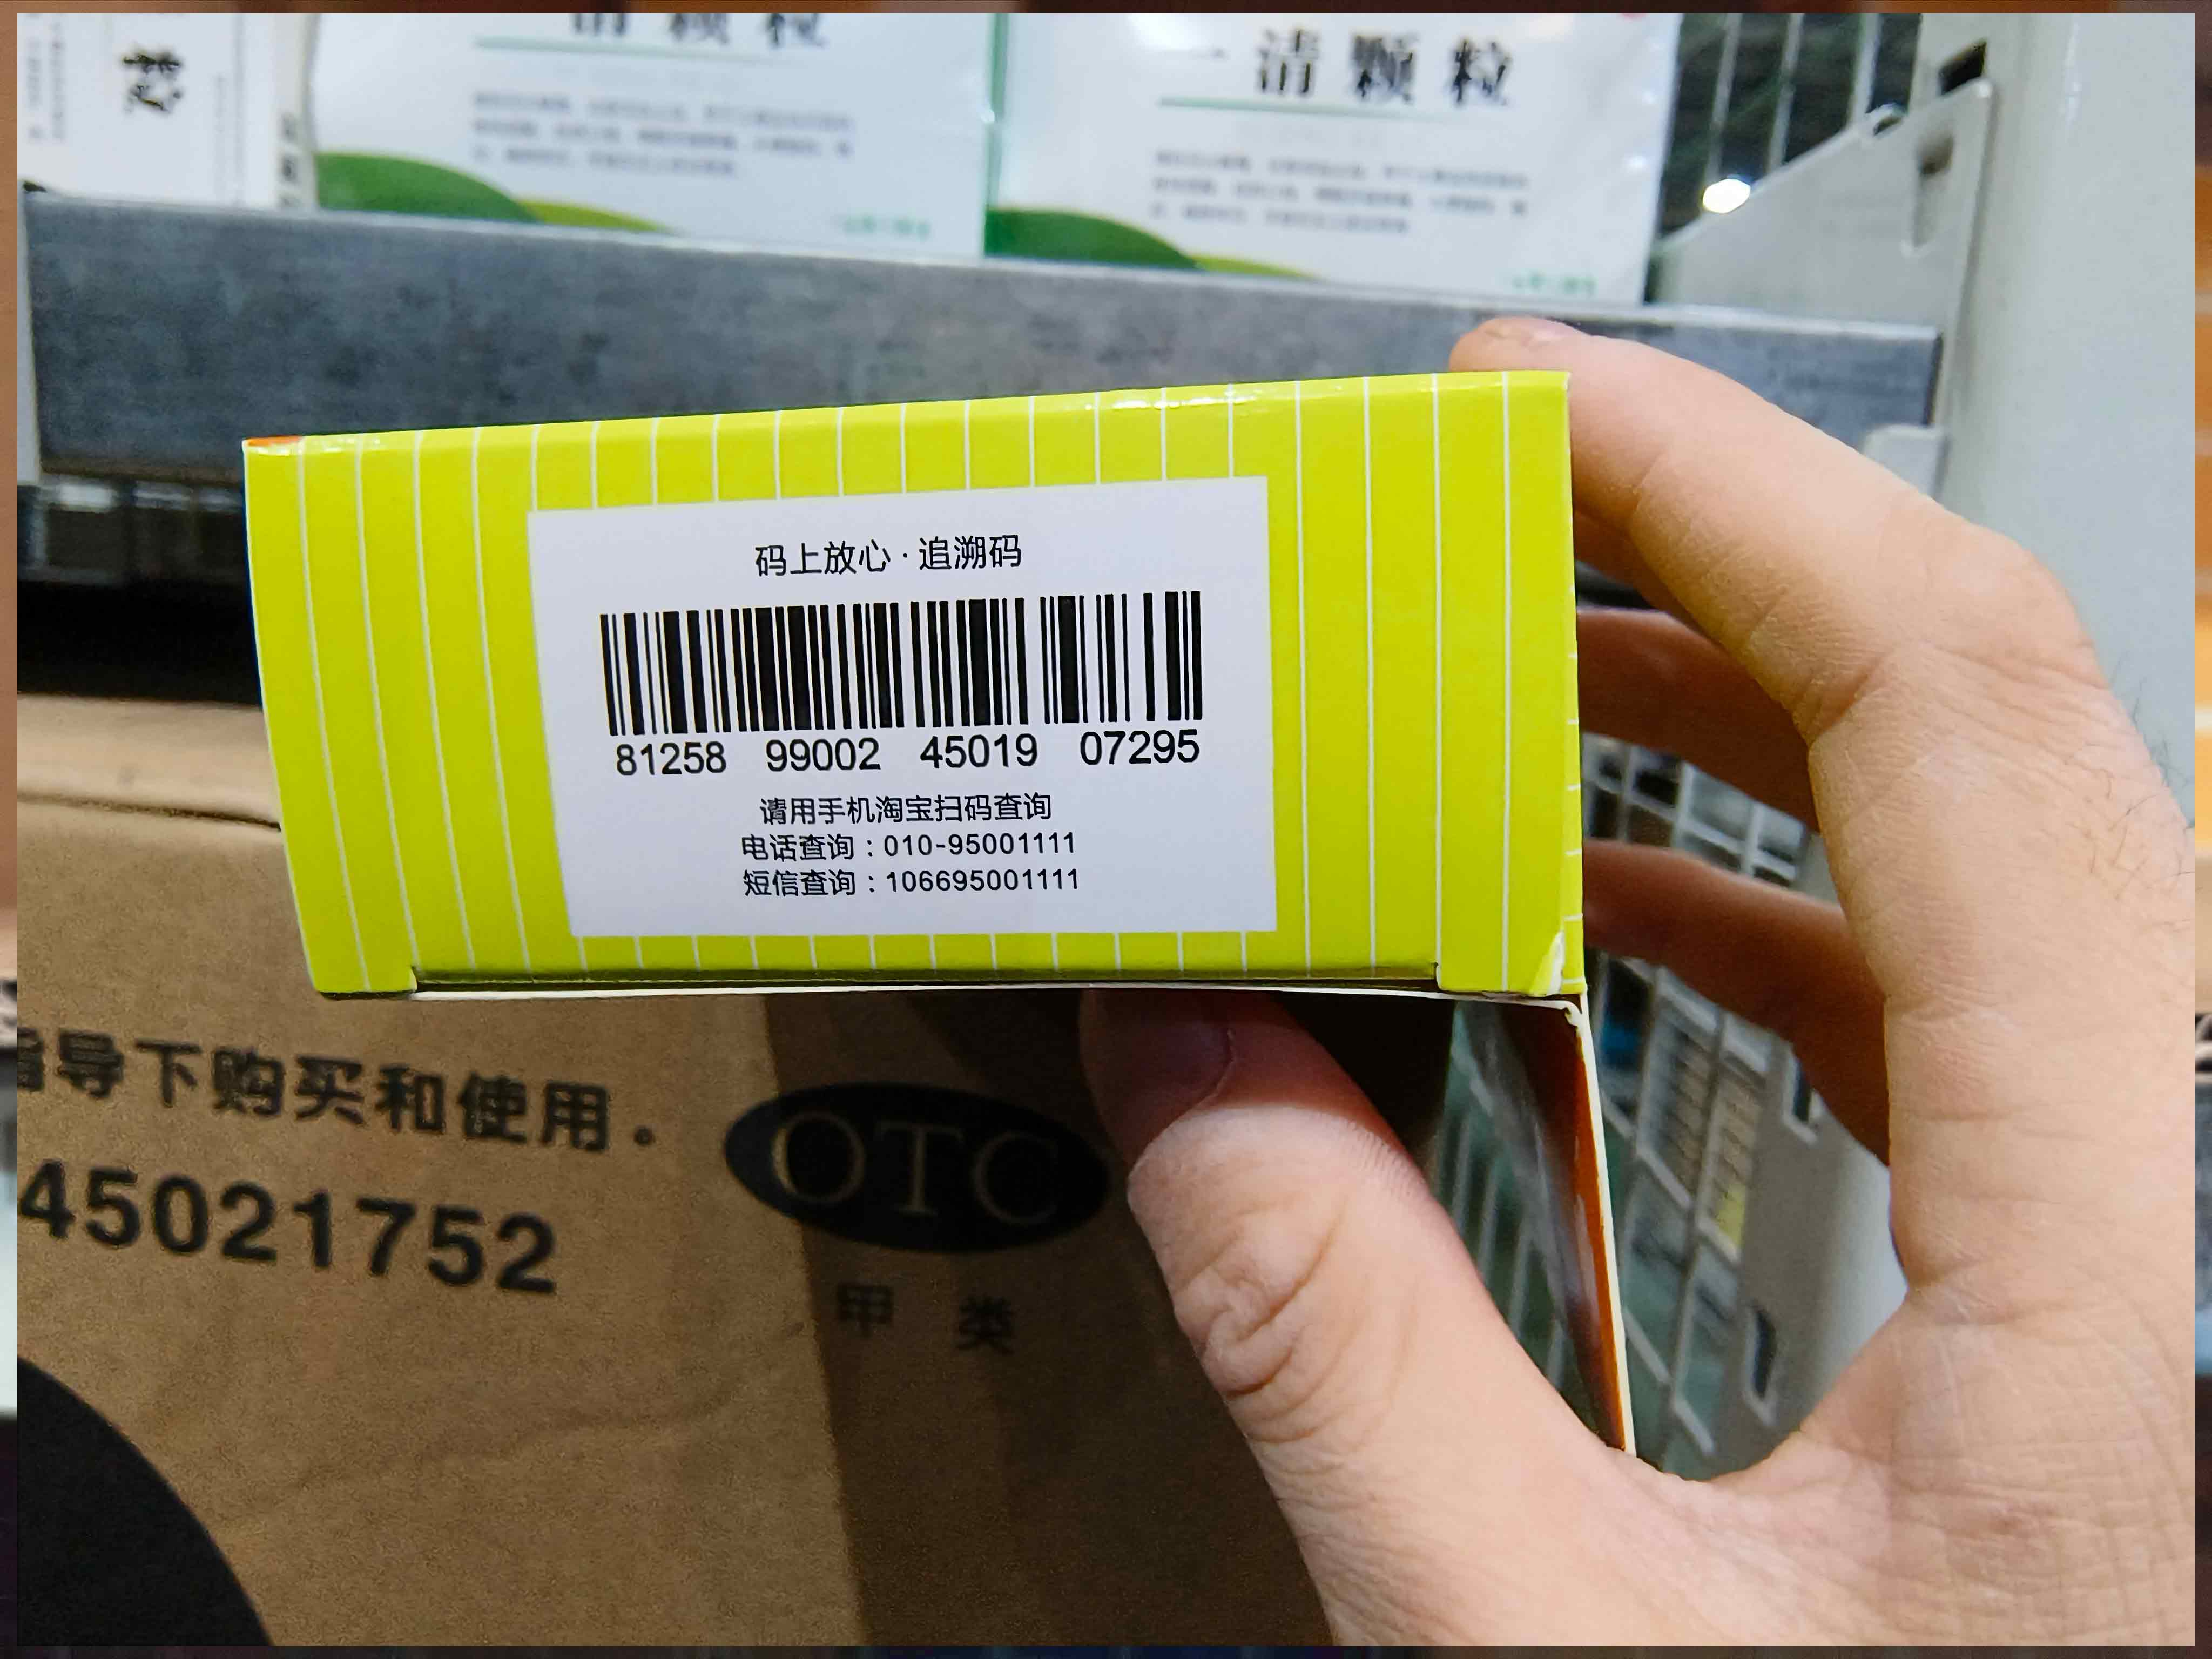 清颗粒
一清颗粒
码上放心·追溯码
81258 99002 45019 07295
请用手机淘宝扫码查询
电话查询：010-95001111
短信查询：106695001111
指导下购买和使用。
45021752
OTC
甲类